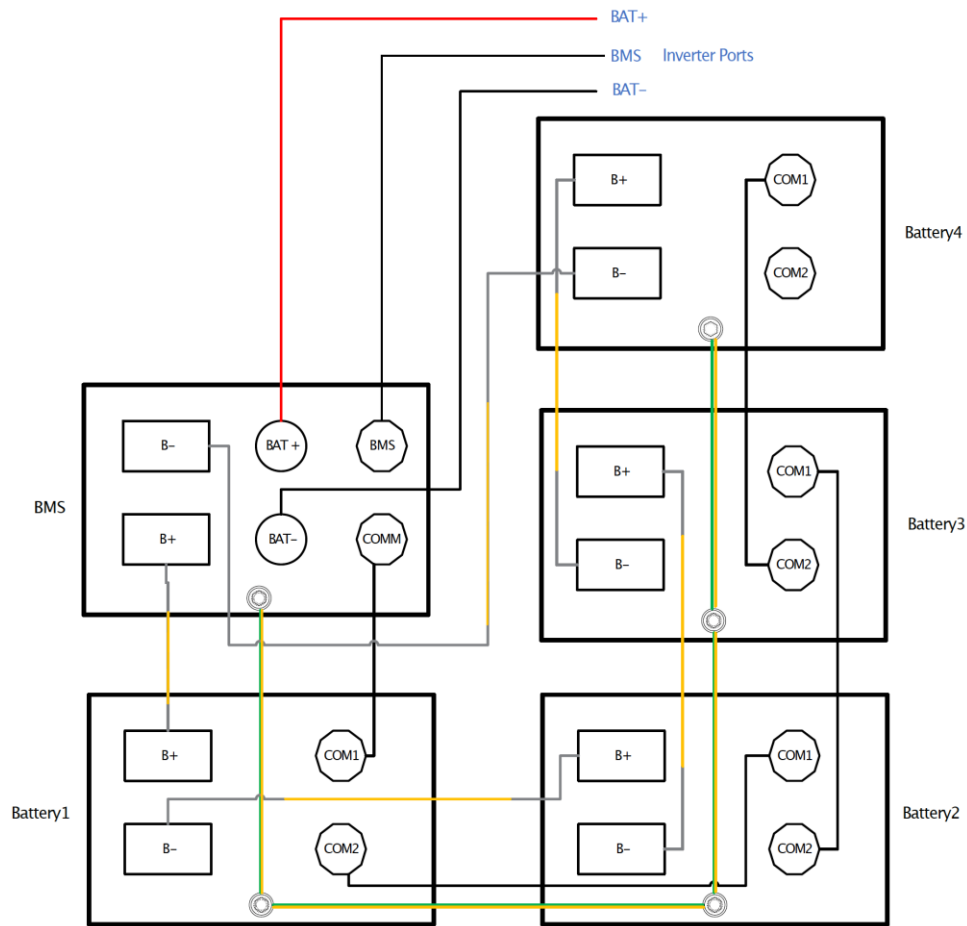 BAT+
BMS Inverter Ports
BAT-
B+
COM1
Battery4
B-
COM2
B-
BAT +
BMS
B+
COM1
BMS
Battery3
B+
BAT-
COMM
B-
COM2
B+
COM1
B+
COM1
Battery1
Battery2
B-
COM2
B-
COM2